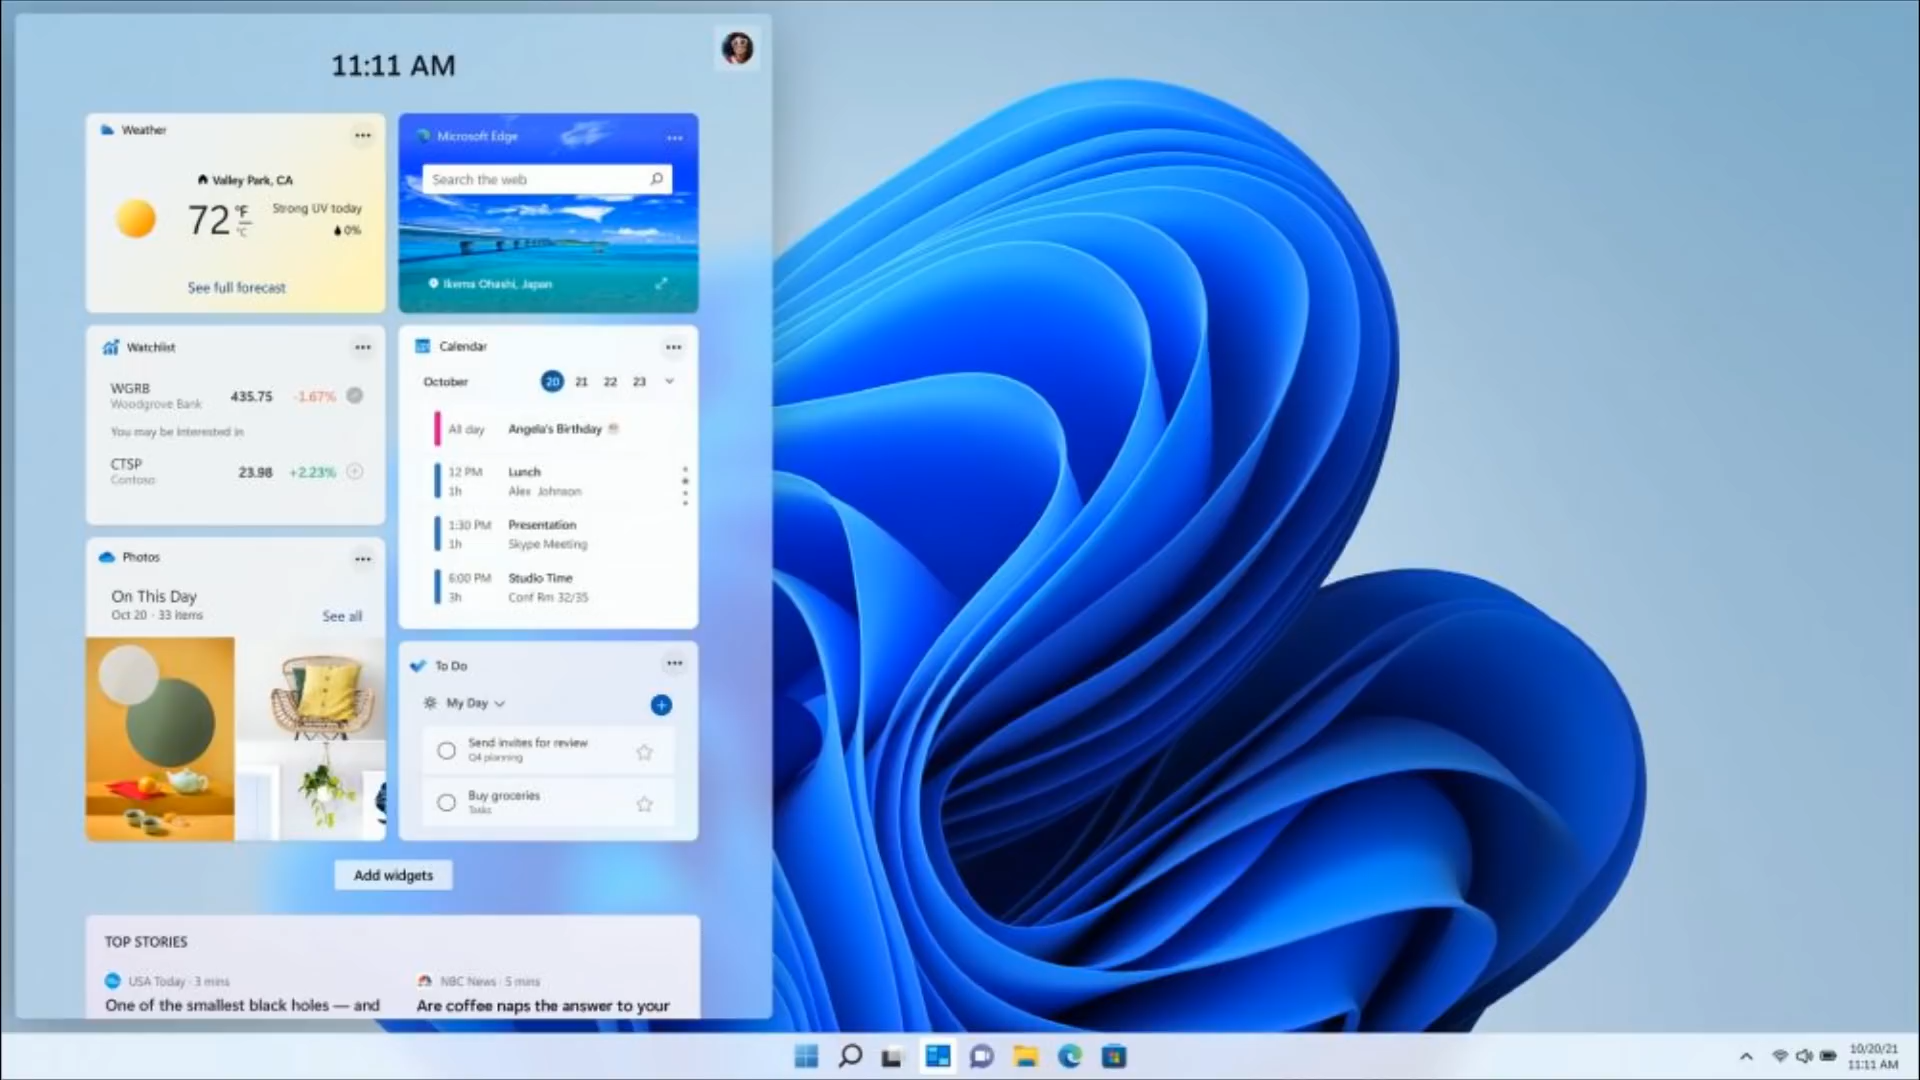 11:11 AM
Weather
Valley Park, CA
72 °F
°C
Strong UV today
0%
See full forecast
Microsoft Edge
Search the web
Ikema Ohashi, Japan
Watchlist
WGRB 435.75 -1.67%
Woodgrove Bank
You may be interested in
CTSP 23.98 +2.23%
Contoso
Calendar
October 20 21 22 23
All day Angela's Birthday
12 PM Lunch
1h Alex Johnson
1:30 PM Presentation
1h Skype Meeting
6:00 PM Studio Time
3h Conf Rm 32/35
Photos
On This Day
Oct 20 · 33 items
See all
To Do
My Day
Send invites for review
Q4 planning
Buy groceries
Tasks
Add widgets
TOP STORIES
USA Today · 3 mins
One of the smallest black holes — and
NBC News · 5 mins
Are coffee naps the answer to your
10/20/21
11:11 AM